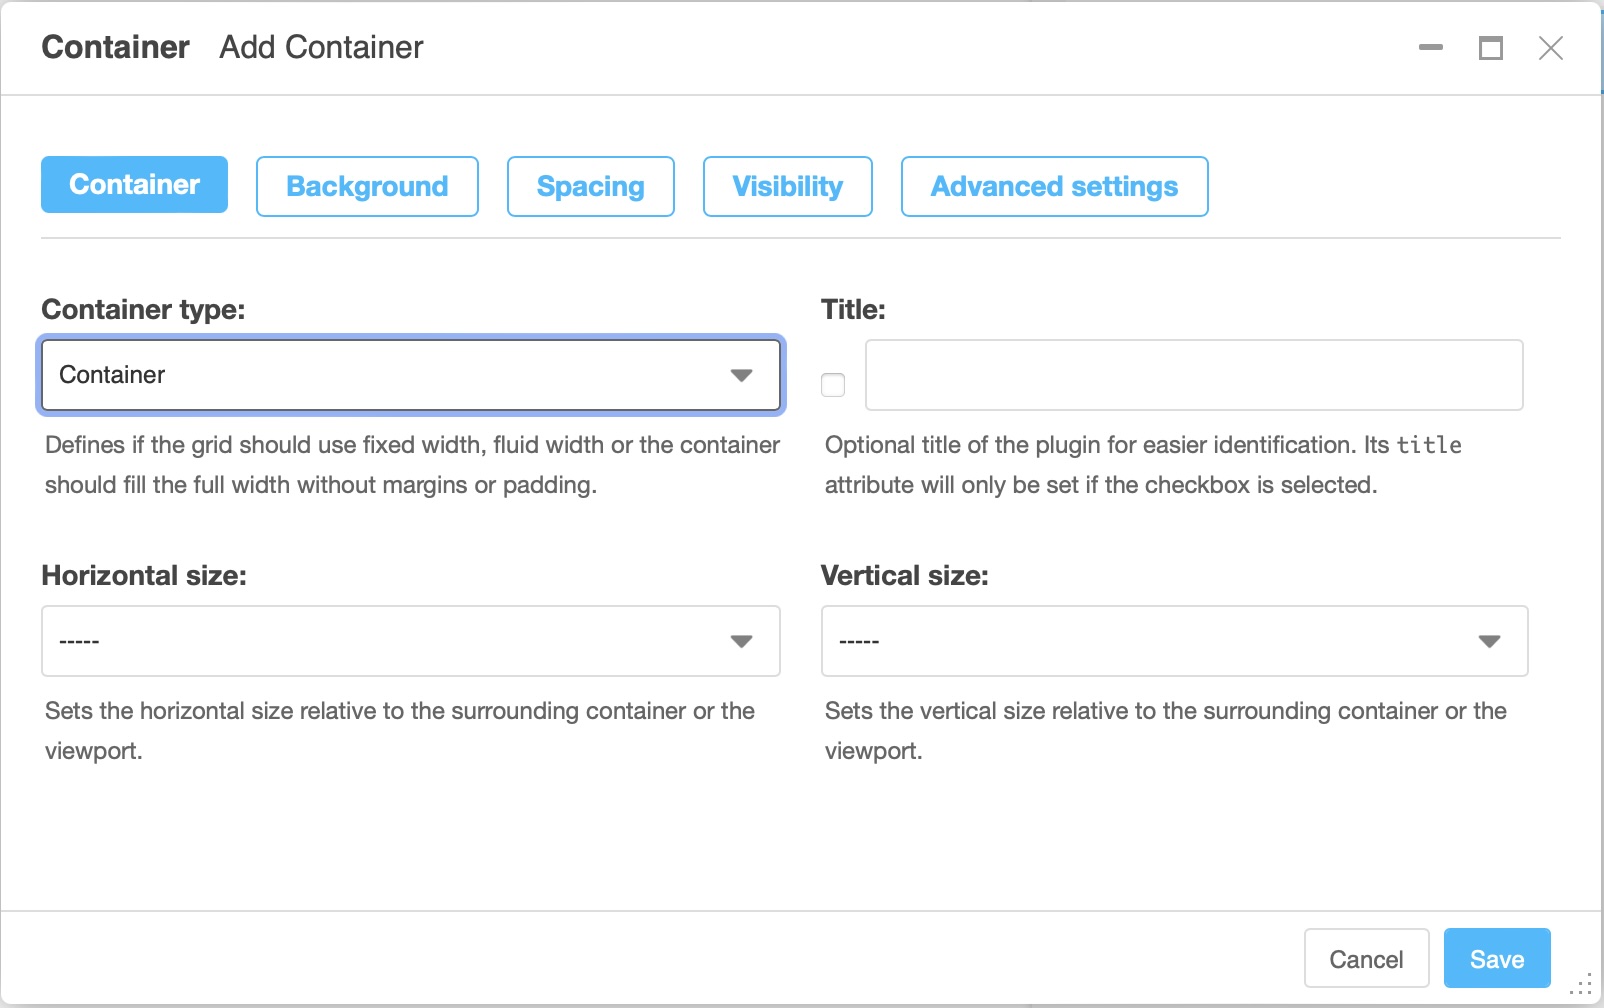 Container Add Container
Container Background Spacing Visibility Advanced settings
Container type:
Container
Defines if the grid should use fixed width, fluid width or the container
should fill the full width without margins or padding.
Title:
Optional title of the plugin for easier identification. Its title
attribute will only be set if the checkbox is selected.
Horizontal size:
-----
Sets the horizontal size relative to the surrounding container or the
viewport.
Vertical size:
-----
Sets the vertical size relative to the surrounding container or the
viewport.
Cancel Save